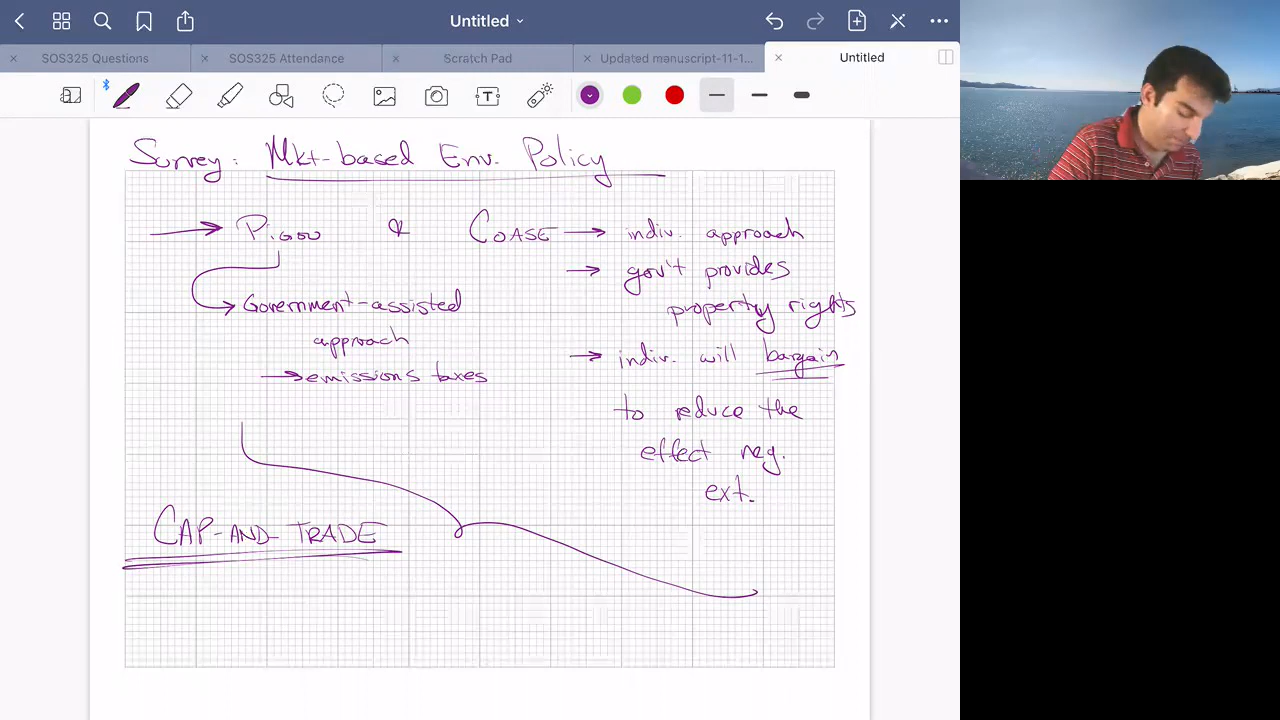 Untitled
SOS325 Questions
SOS325 Attendance
Scratch Pad
Updated manuscript-11-1...
Untitled
Survey: Mkt-based Env. Policy
Pigou & COASE → indiv. approach
→ gov't provides
property rights
Government-assisted
approach
→ emissions taxes
→ indiv. will bargain
to reduce the
effect neg.
ext.
CAP-AND-TRADE